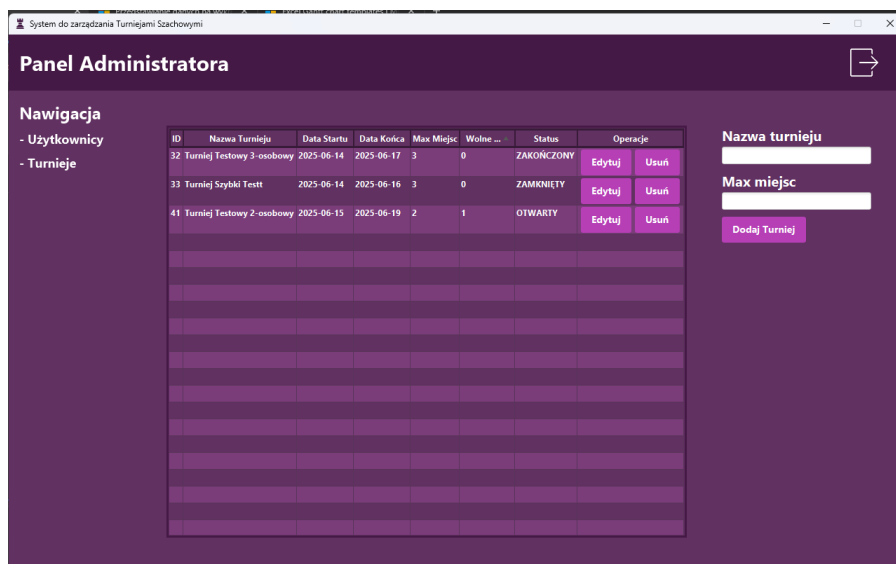 System do zarządzania Turniejami Szachowymi
Panel Administratora
Nawigacja
- Użytkownicy
- Turnieje
ID Nazwa Turnieju Data Startu Data Końca Max Miejsc Wolne ... Status Operacje
32 Turniej Testowy 3-osobowy 2025-06-14 2025-06-17 3 0 ZAKOŃCZONY Edytuj Usuń
33 Turniej Szybki Testt 2025-06-14 2025-06-16 3 0 ZAMKNIĘTY Edytuj Usuń
41 Turniej Testowy 2-osobowy 2025-06-15 2025-06-19 2 1 OTWARTY Edytuj Usuń
Nazwa turnieju
Max miejsc
Dodaj Turniej